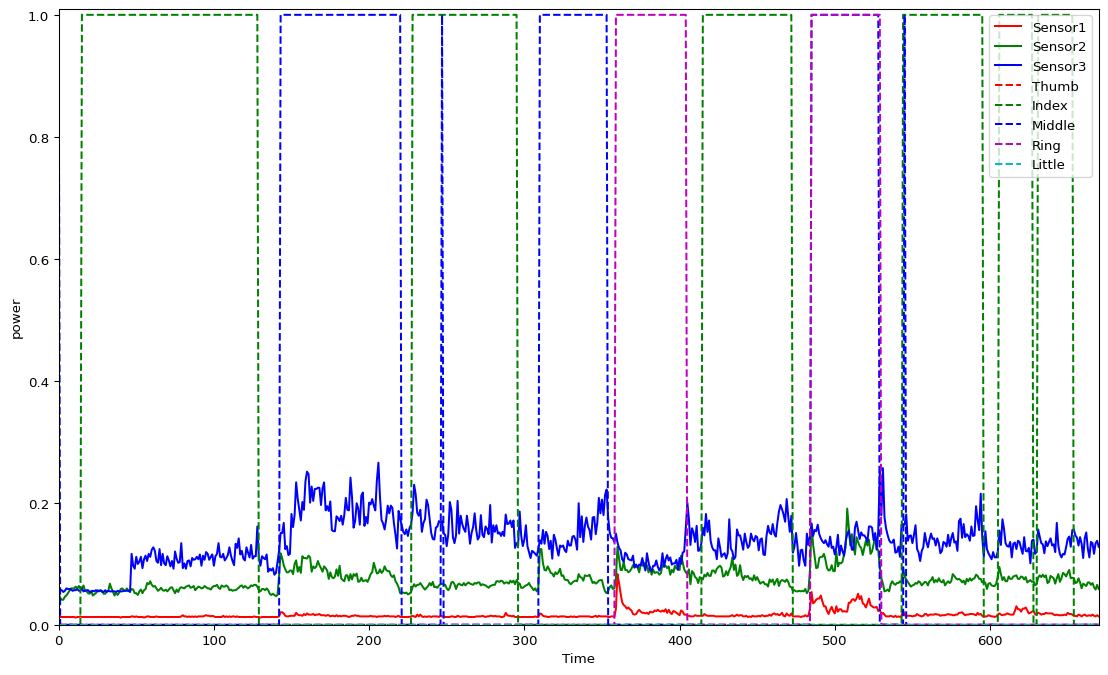 1.0
0.8
0.6
0.4
0.2
0.0
power
0
100
200
300
400
500
600
Time
Sensor1
Sensor2
Sensor3
Thumb
Index
Middle
Ring
Little